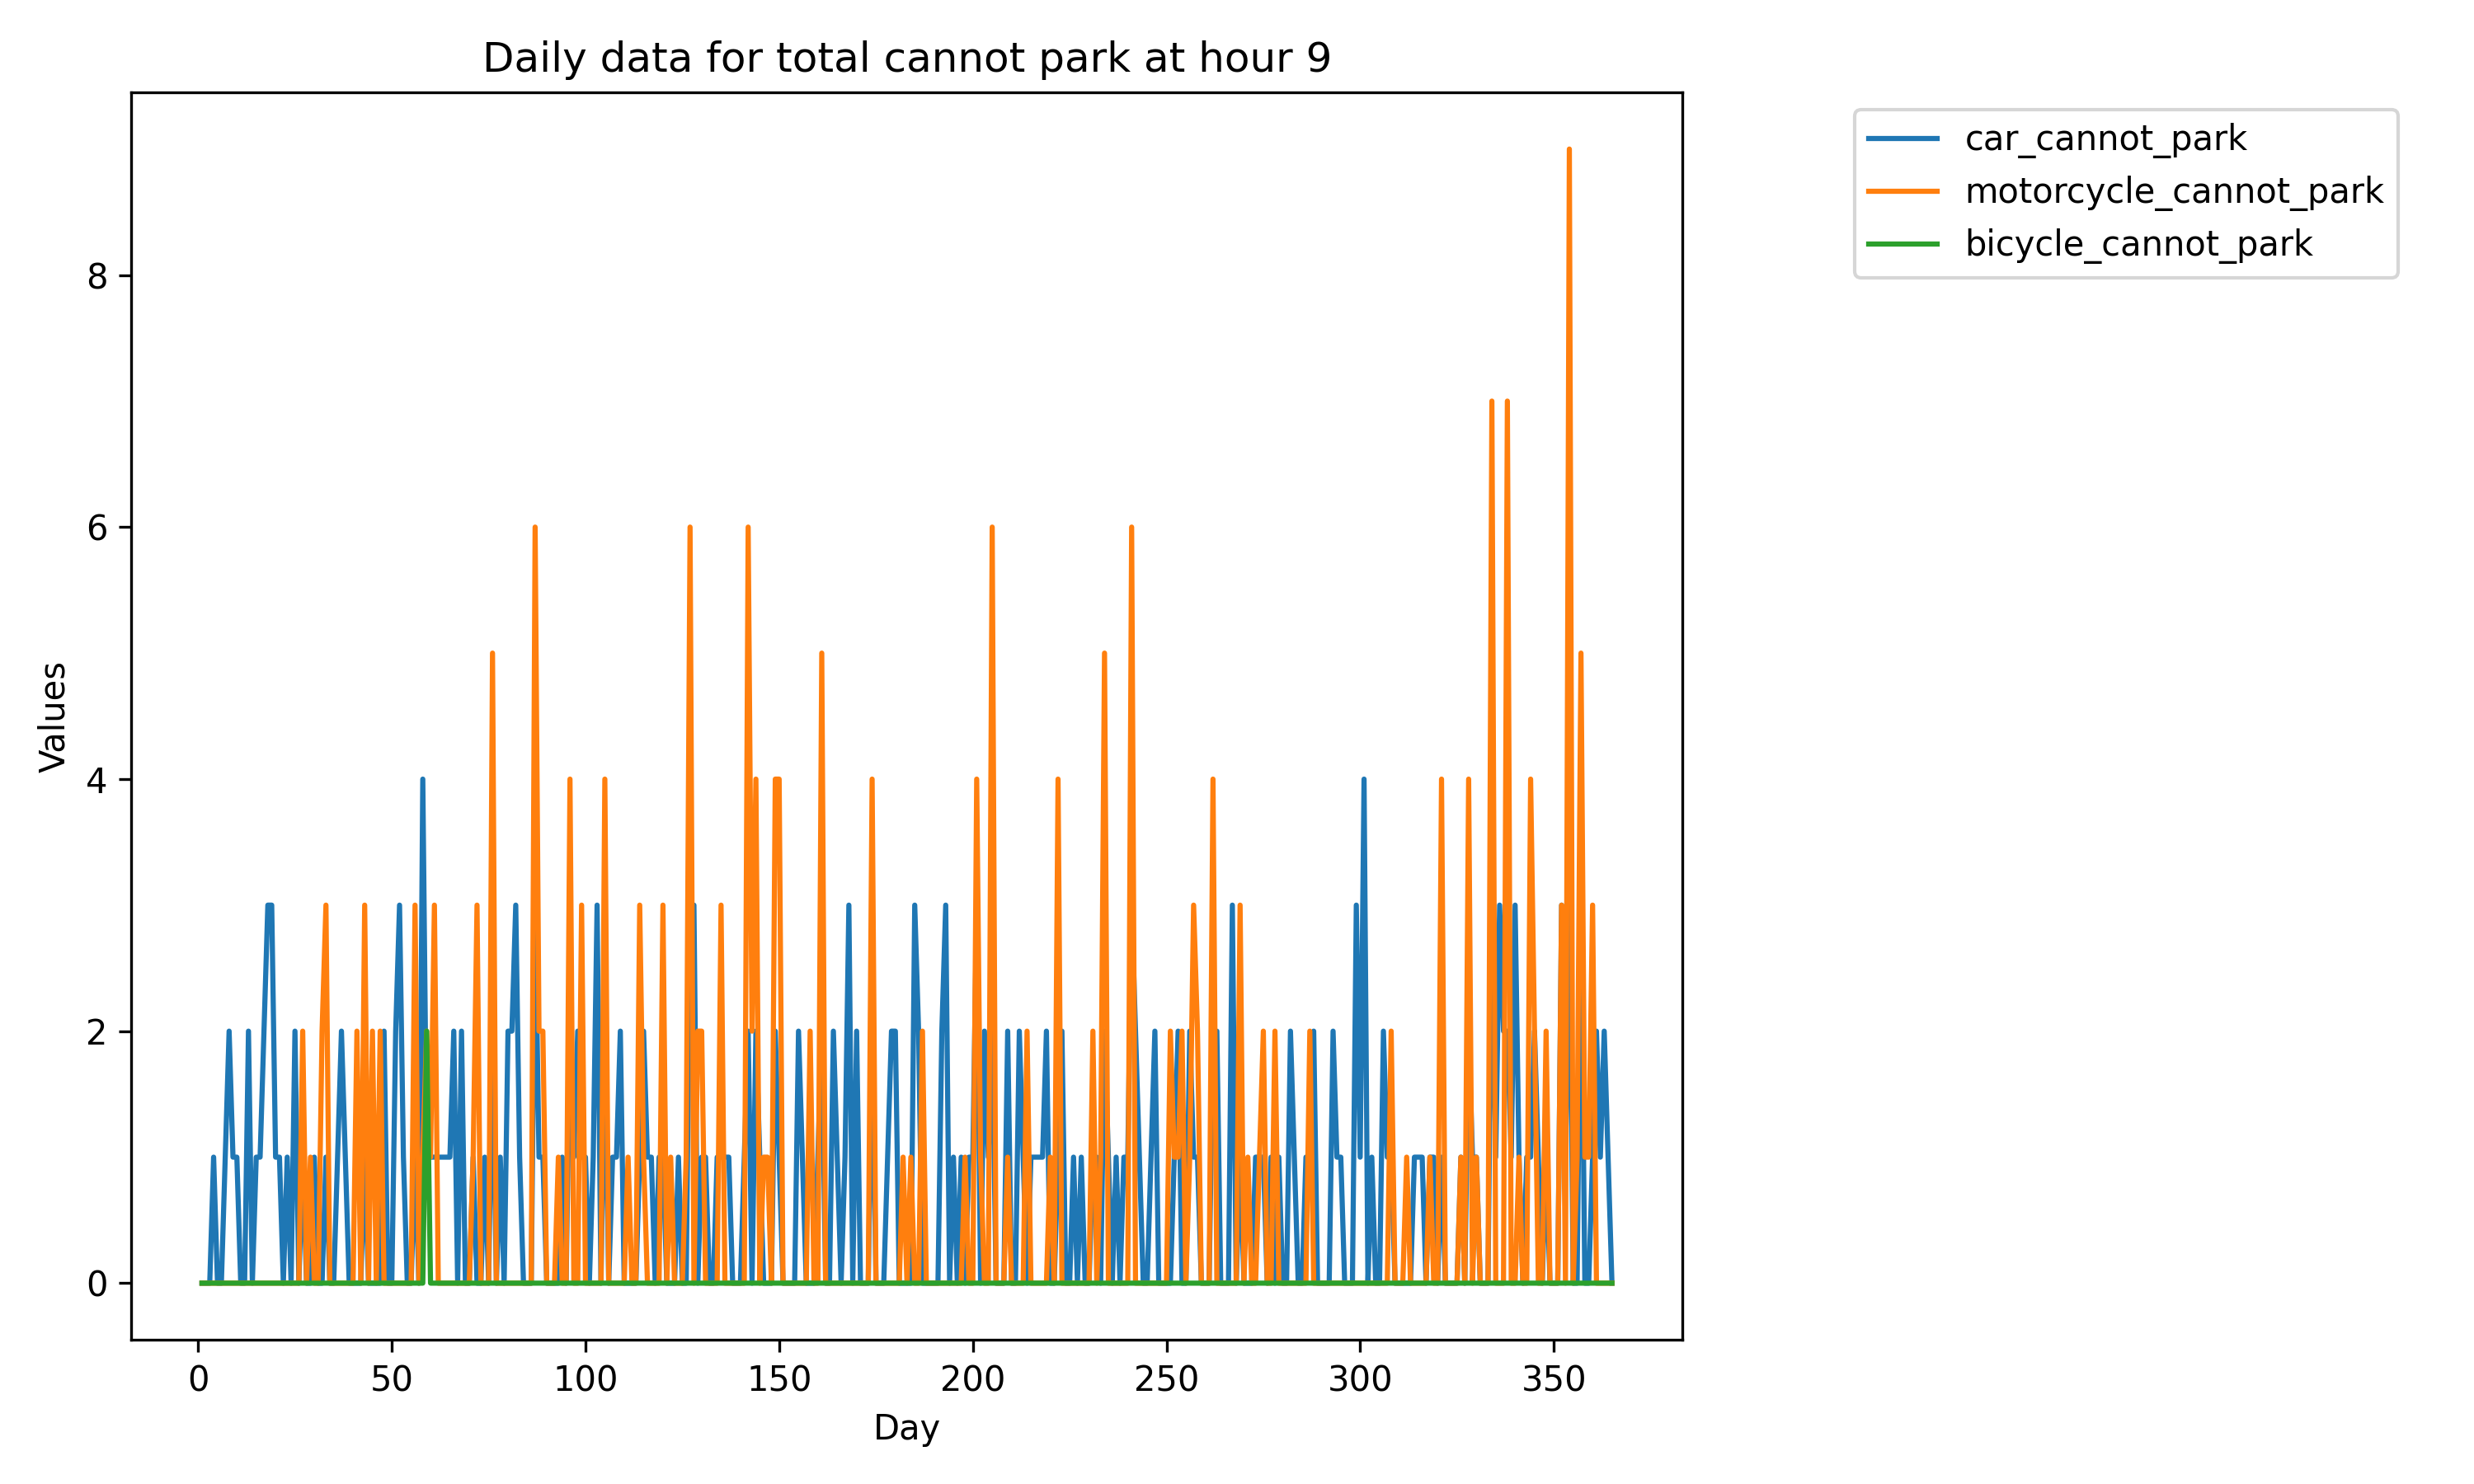 Daily data for total cannot park at hour 9
car_cannot_park
motorcycle_cannot_park
bicycle_cannot_park
8
6
4
2
0
Values
0 50 100 150 200 250 300 350
Day